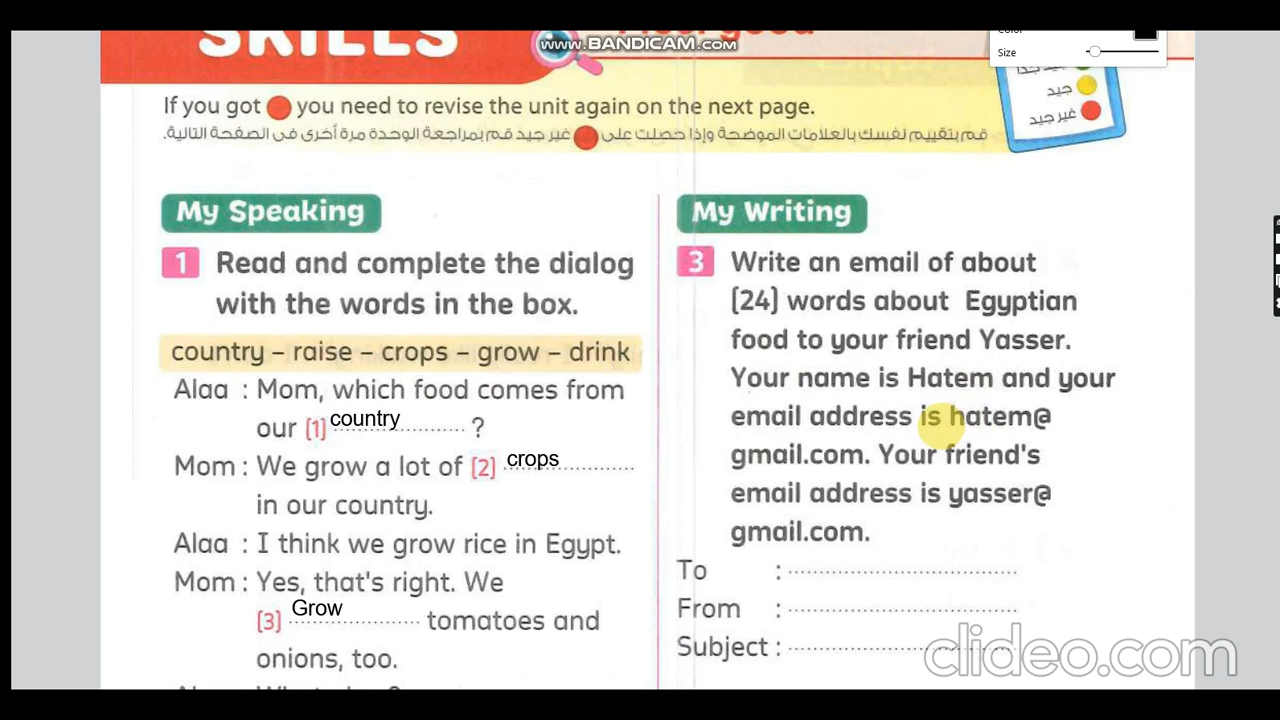 SKILLS
www.BANDICAM.com
Size
جيد
غير جيد
If you got you need to revise the unit again on the next page.
قم بتقييم نفسك بالعلامات الموضحة وإذا حصلت على غير جيد قم بمراجعة الوحدة مرة أخرى فى الصفحة التالية.
My Speaking
1 Read and complete the dialog
with the words in the box.
country – raise – crops – grow – drink
Alaa : Mom, which food comes from
our [1] country ?
Mom : We grow a lot of [2] crops
in our country.
Alaa : I think we grow rice in Egypt.
Mom : Yes, that's right. We
[3] Grow tomatoes and
onions, too.
My Writing
3 Write an email of about
(24) words about Egyptian
food to your friend Yasser.
Your name is Hatem and your
email address is hatem@
gmail.com. Your friend's
email address is yasser@
gmail.com.
To :
From :
Subject :
clideo.com